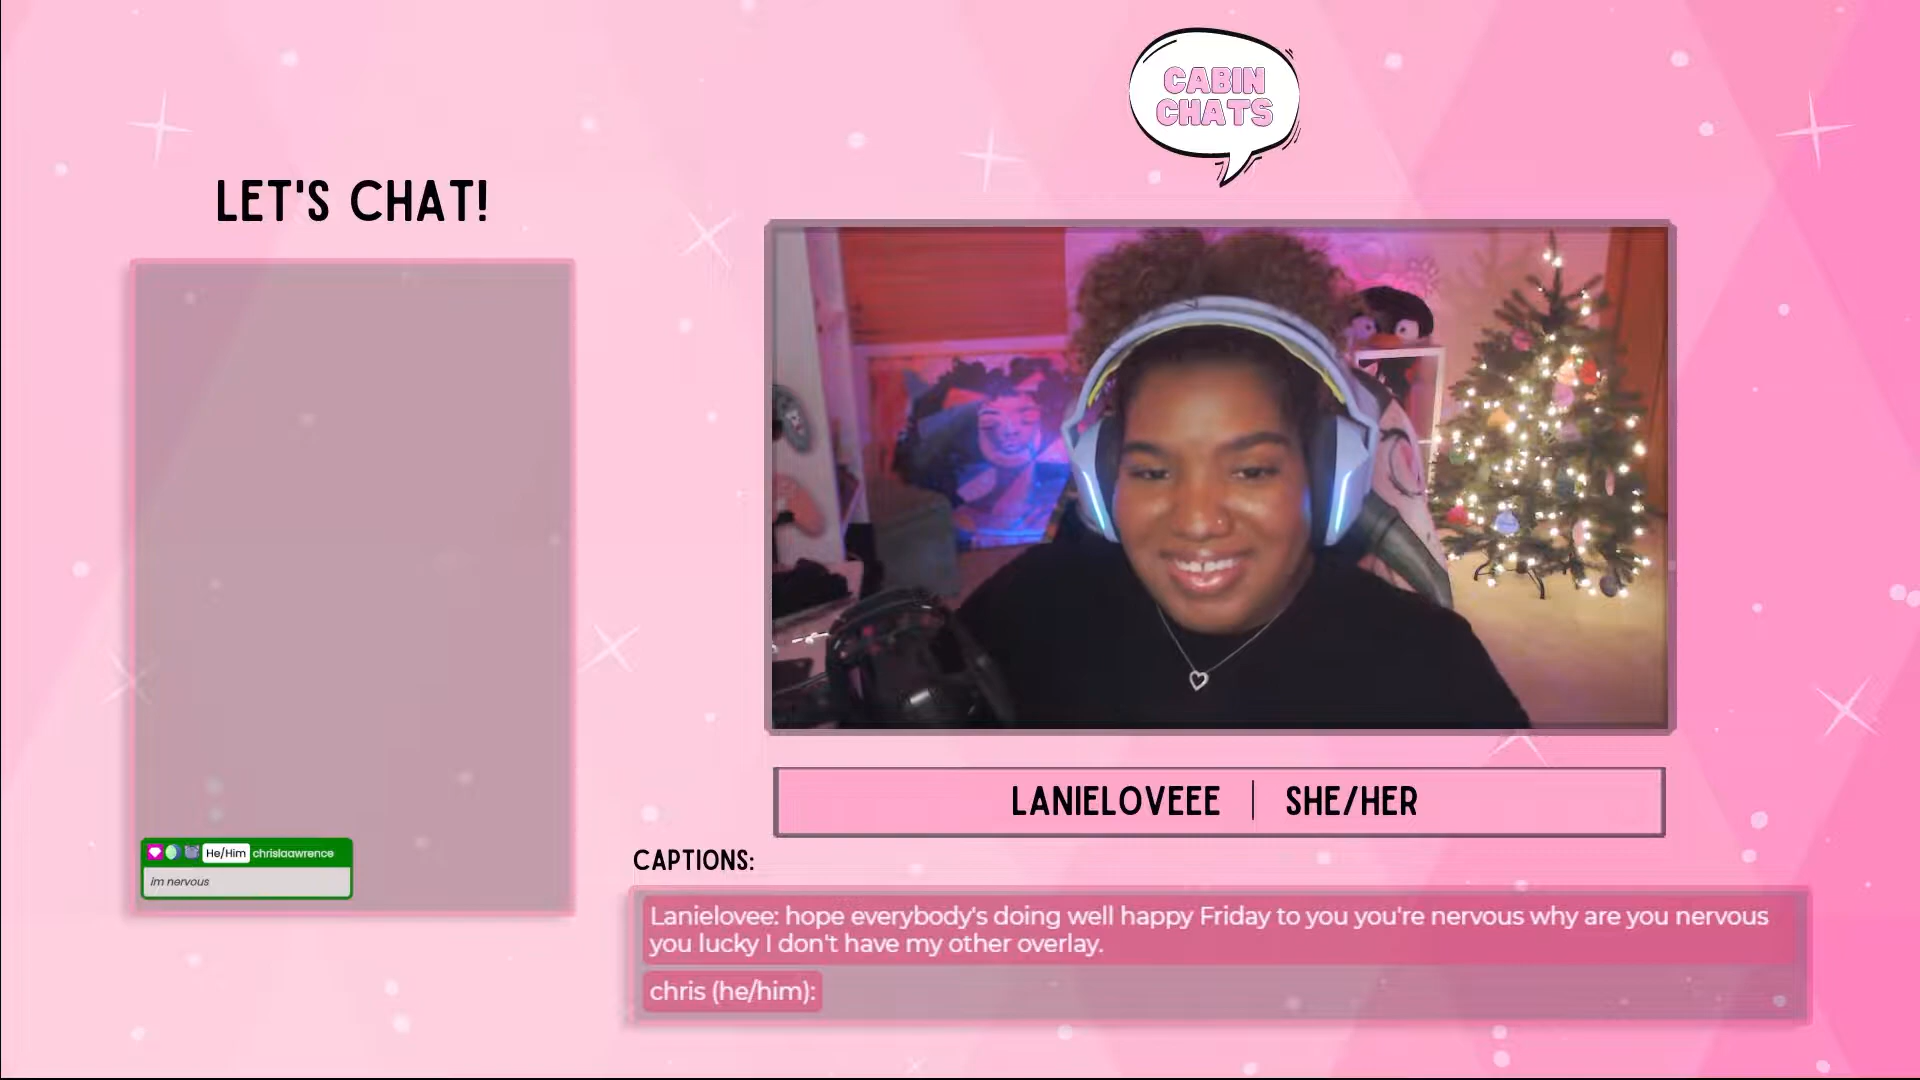 CABIN
CHATS
LET'S CHAT!
He/Him chrislaawrence
im nervous
LANIELOVEEE | SHE/HER
CAPTIONS:
Lanielovee: hope everybody's doing well happy Friday to you you're nervous why are you nervous
you lucky I don't have my other overlay.
chris (he/him):